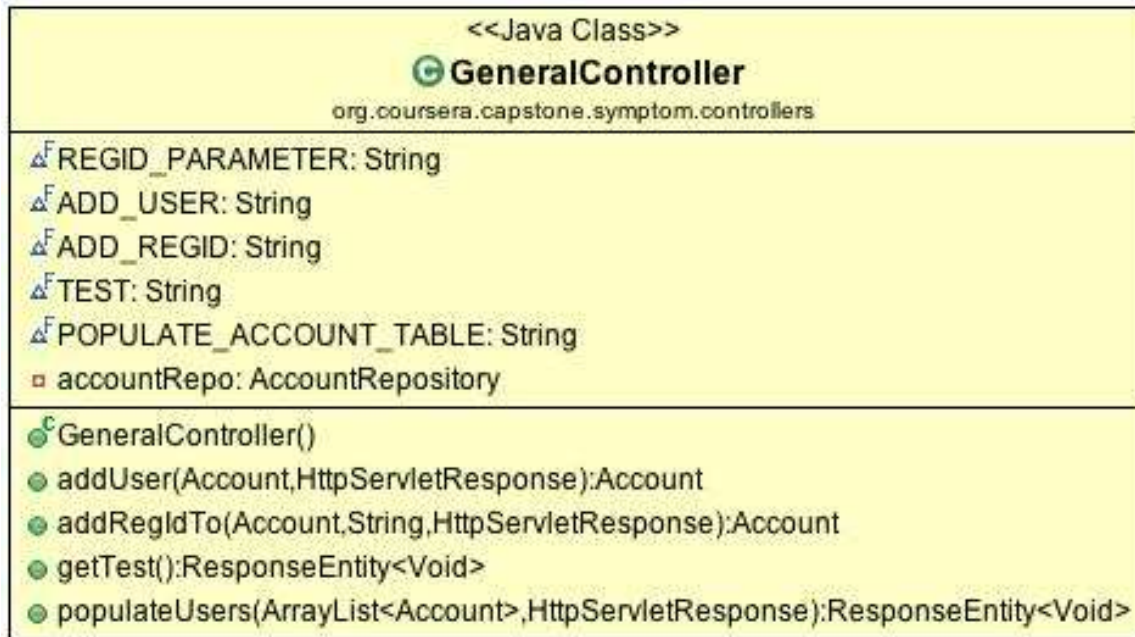 <<Java Class>>
GeneralController
org.coursera.capstone.symptom.controllers
F REGID_PARAMETER: String
F ADD_USER: String
F ADD_REGID: String
F TEST: String
F POPULATE_ACCOUNT_TABLE: String
accountRepo: AccountRepository
C GeneralController()
addUser(Account,HttpServletResponse):Account
addRegIdTo(Account,String,HttpServletResponse):Account
getTest():ResponseEntity<Void>
populateUsers(ArrayList<Account>,HttpServletResponse):ResponseEntity<Void>